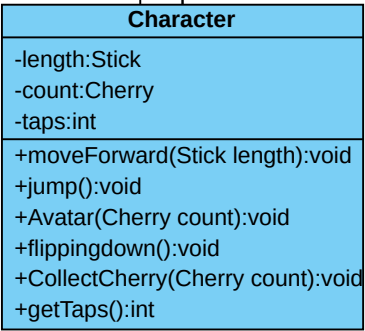 Character
-length:Stick
-count:Cherry
-taps:int
+moveForward(Stick length):void
+jump():void
+Avatar(Cherry count):void
+flippingdown():void
+CollectCherry(Cherry count):void
+getTaps():int